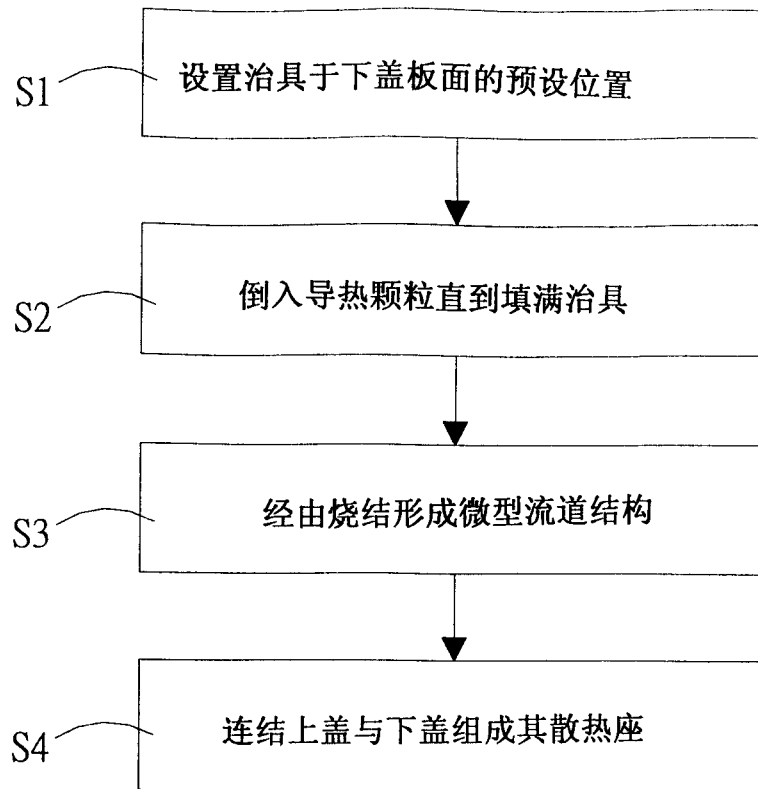 S1 设置治具于下盖板面的预设位置
S2 倒入导热颗粒直到填满治具
S3 经由烧结形成微型流道结构
S4 连结上盖与下盖组成其散热座